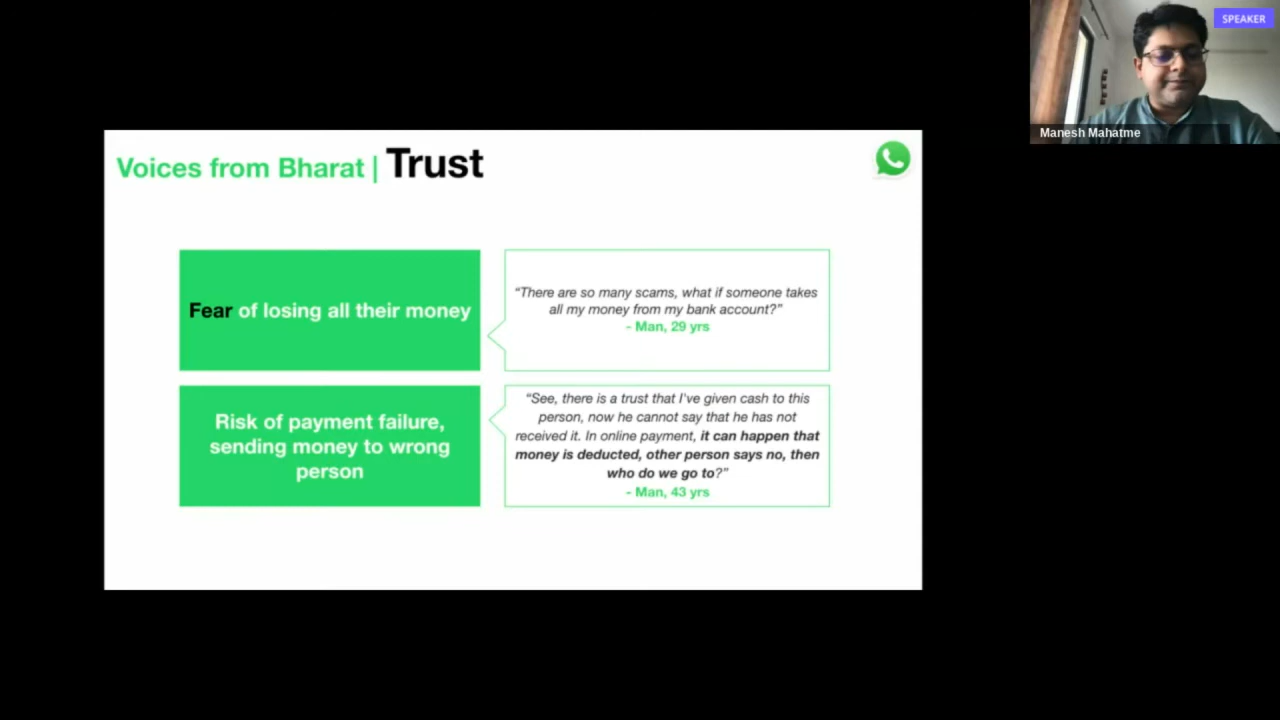 SPEAKER
Manesh Mahatme
Voices from Bharat | Trust
Fear of losing all their money
“There are so many scams, what if someone takes
all my money from my bank account?”
- Man, 29 yrs
Risk of payment failure,
sending money to wrong
person
“See, there is a trust that I've given cash to this
person, now he cannot say that he has not
received it. In online payment, it can happen that
money is deducted, other person says no, then
who do we go to?”
- Man, 43 yrs